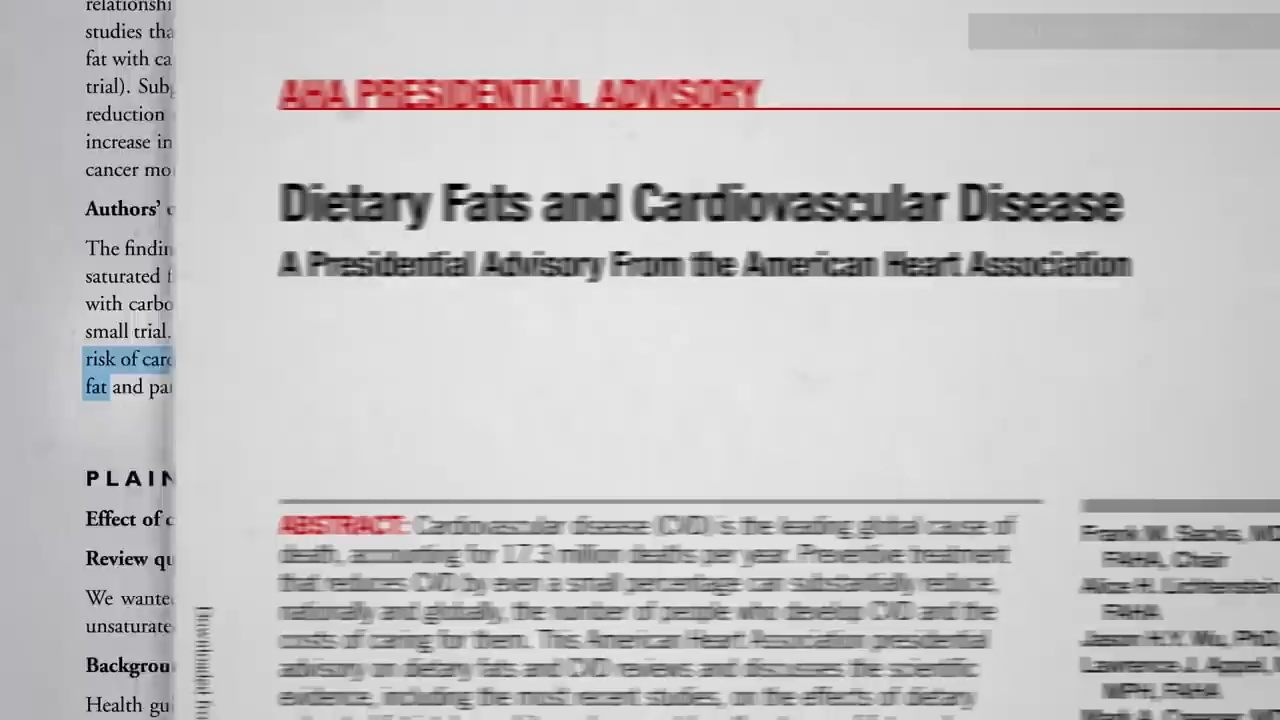 relationshi
studies tha
fat with ca
trial). Sub
reduction
increase in
cancer mo
Authors’ c
The findin
saturated f
with carbo
small trial.
risk of card
fat and pa
PLAIN
Effect of c
Review qu
We wante
unsaturate
Backgrou
Health gu
AHA PRESIDENTIAL ADVISORY
Dietary Fats and Cardiovascular Disease
A Presidential Advisory From the American Heart Association
ABSTRACT: Cardiovascular disease (CVD) is the leading global cause of
death, accounting for 17.3 million deaths per year. Preventive treatment
that reduces CVD by even a small percentage can substantially reduce,
nationally and globally, the number of people who develop CVD and the
costs of caring for them. This American Heart Association presidential
advisory on dietary fats and CVD reviews and discusses the scientific
evidence, including the most recent studies, on the effects of dietary
Frank M. Sacks, MD
FAHA, Chair
Alice H. Lichtenstein
FAHA
Jason H.Y. Wu, PhD
Lawrence J. Appel, M
MPH, FAHA